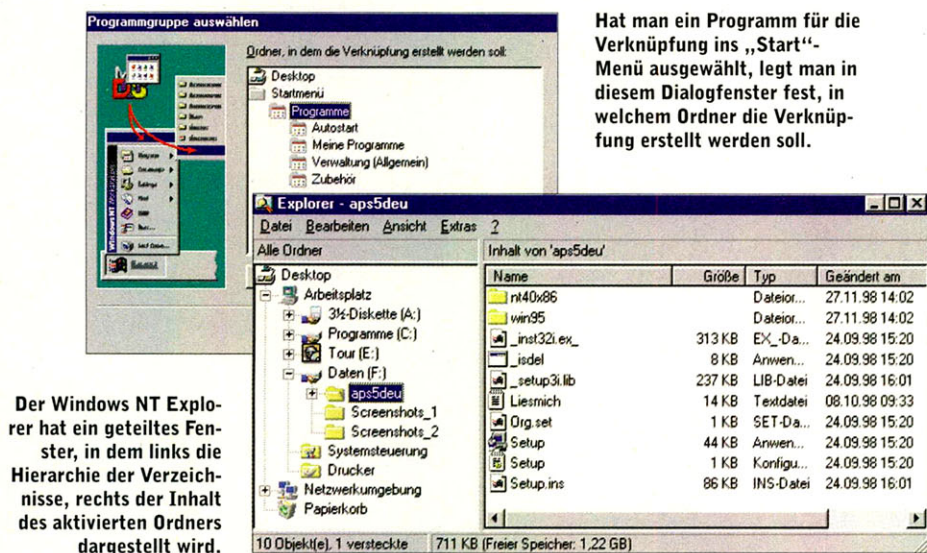 Programmgruppe auswählen
Ordner, in dem die Verknüpfung erstellt werden soll:
Desktop
Startmenü
Programme
Autostart
Meine Programme
Verwaltung (Allgemein)
Zubehör
Hat man ein Programm für die
Verknüpfung ins „Start“-
Menü ausgewählt, legt man in
diesem Dialogfenster fest, in
welchem Ordner die Verknüp-
fung erstellt werden soll.
Explorer - aps5deu
Datei Bearbeiten Ansicht Extras ?
Alle Ordner
Inhalt von 'aps5deu'
Desktop
Arbeitsplatz
3½-Diskette (A:)
Programme (C:)
Tour (E:)
Daten (F:)
aps5deu
Screenshots_1
Screenshots_2
Systemsteuerung
Drucker
Netzwerkumgebung
Papierkorb
Name Größe Typ Geändert am
nt40x86 Dateior... 27.11.98 14:02
win95 Dateior... 27.11.98 14:02
_inst32i.ex_ 313 KB EX_-Da... 24.09.98 15:20
_isdel 8 KB Anwen... 24.09.98 15:20
_setup3i.lib 237 KB LIB-Datei 24.09.98 16:01
Liesmich 14 KB Textdatei 08.10.98 09:33
Org.set 1 KB SET-Da... 24.09.98 15:20
Setup 44 KB Anwen... 24.09.98 15:20
Setup 1 KB Konfigu... 24.09.98 15:20
Setup.ins 86 KB INS-Datei 24.09.98 16:01
10 Objekt(e), 1 versteckte 711 KB (Freier Speicher: 1,22 GB)
Der Windows NT Explo-
rer hat ein geteiltes Fen-
ster, in dem links die
Hierarchie der Verzeich-
nisse, rechts der Inhalt
des aktivierten Ordners
dargestellt wird.